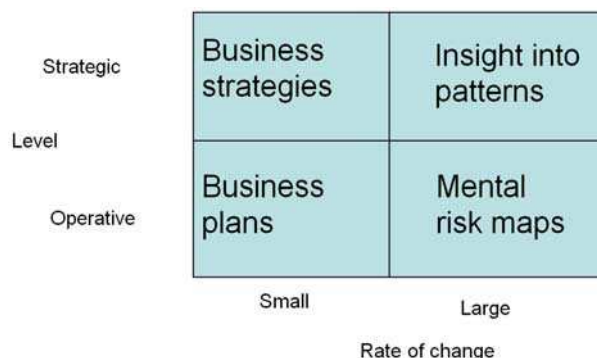 Strategic
Business
strategies
Insight into
patterns
Level
Operative
Business
plans
Mental
risk maps
Small
Large
Rate of change